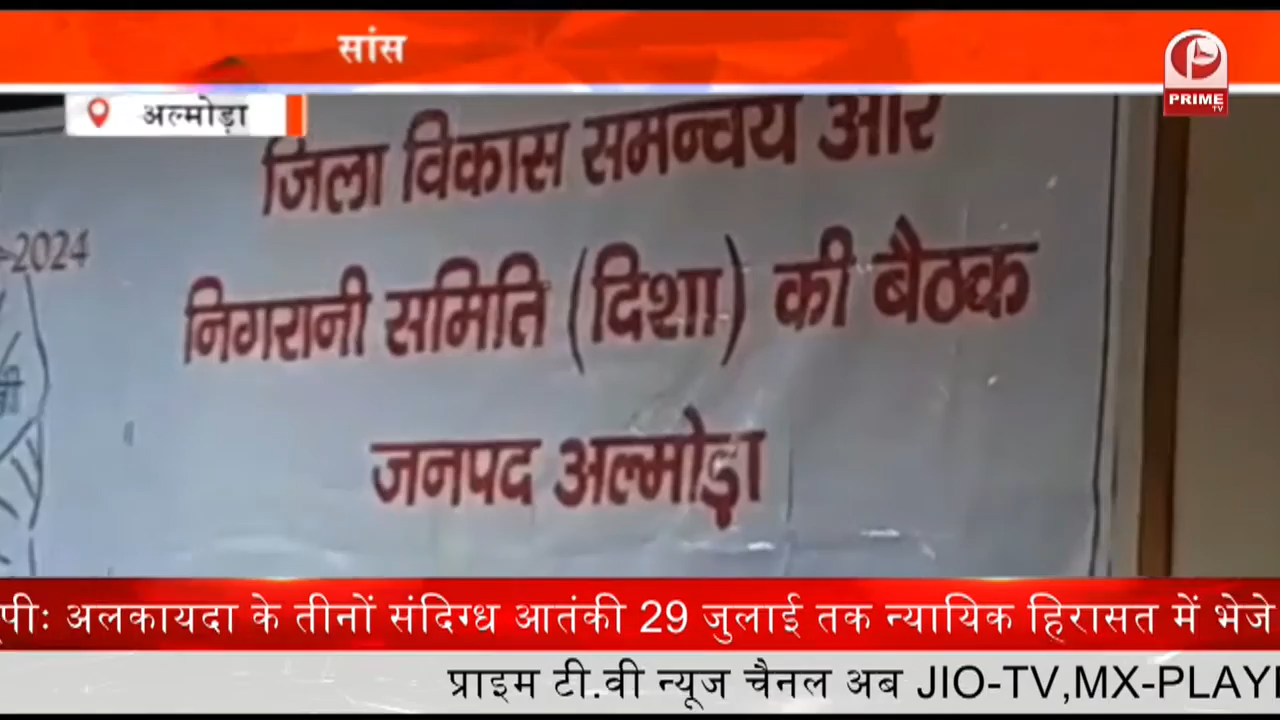 सांस
PRIME
TV
अल्मोड़ा
जिला विकास समन्वय और
-2024
निगरानी समिति (दिशा) की बैठक
जनपद अल्मोड़ा
पीः अलकायदा के तीनों संदिग्ध आतंकी 29 जुलाई तक न्यायिक हिरासत में भेजे
प्राइम टी.वी न्यूज चैनल अब JIO-TV,MX-PLAY